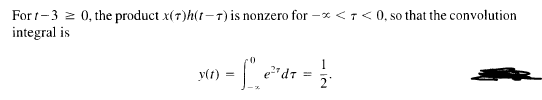 For t−3 ≥ 0, the product x(τ)h(t−τ) is nonzero for −∞ < τ < 0, so that the convolution
integral is
y(t) = ∫_{−∞}^{0} e^{2τ} dτ = 1/2.